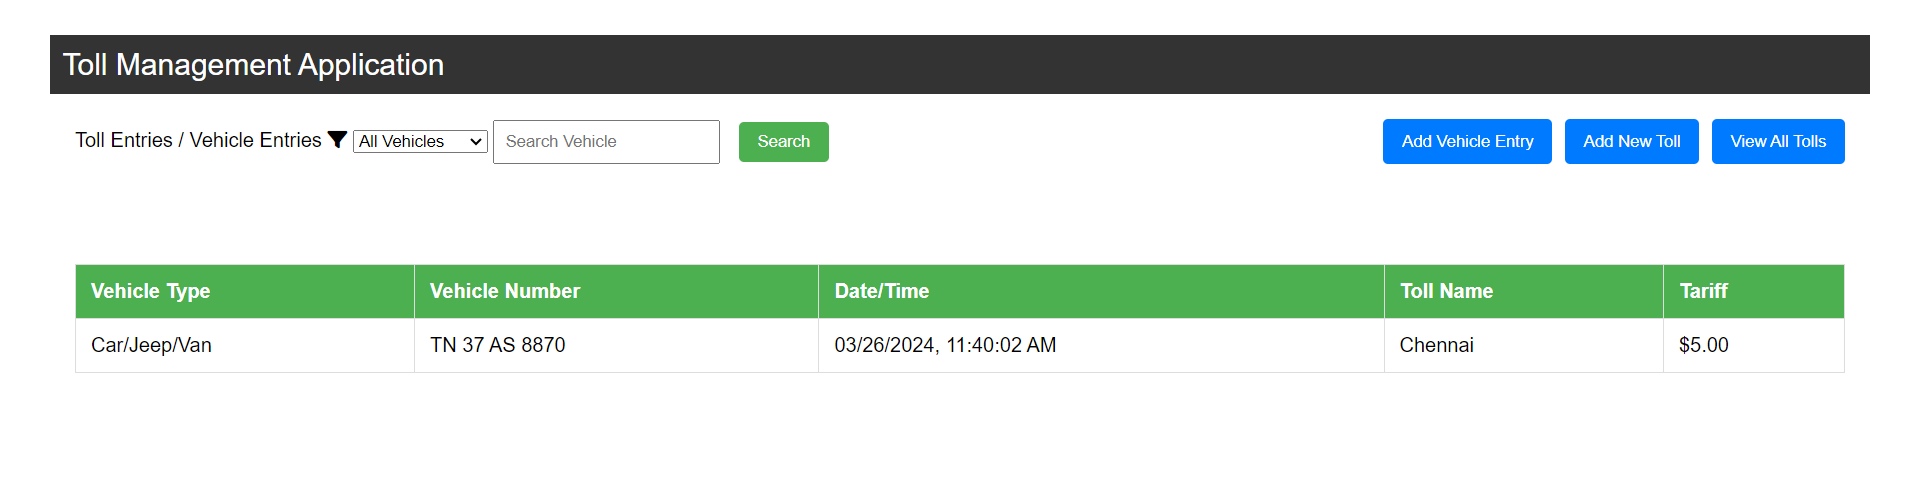 Toll Management Application
Toll Entries / Vehicle Entries All Vehicles Search Vehicle Search Add Vehicle Entry Add New Toll View All Tolls
Vehicle Type Vehicle Number Date/Time Toll Name Tariff
Car/Jeep/Van TN 37 AS 8870 03/26/2024, 11:40:02 AM Chennai $5.00